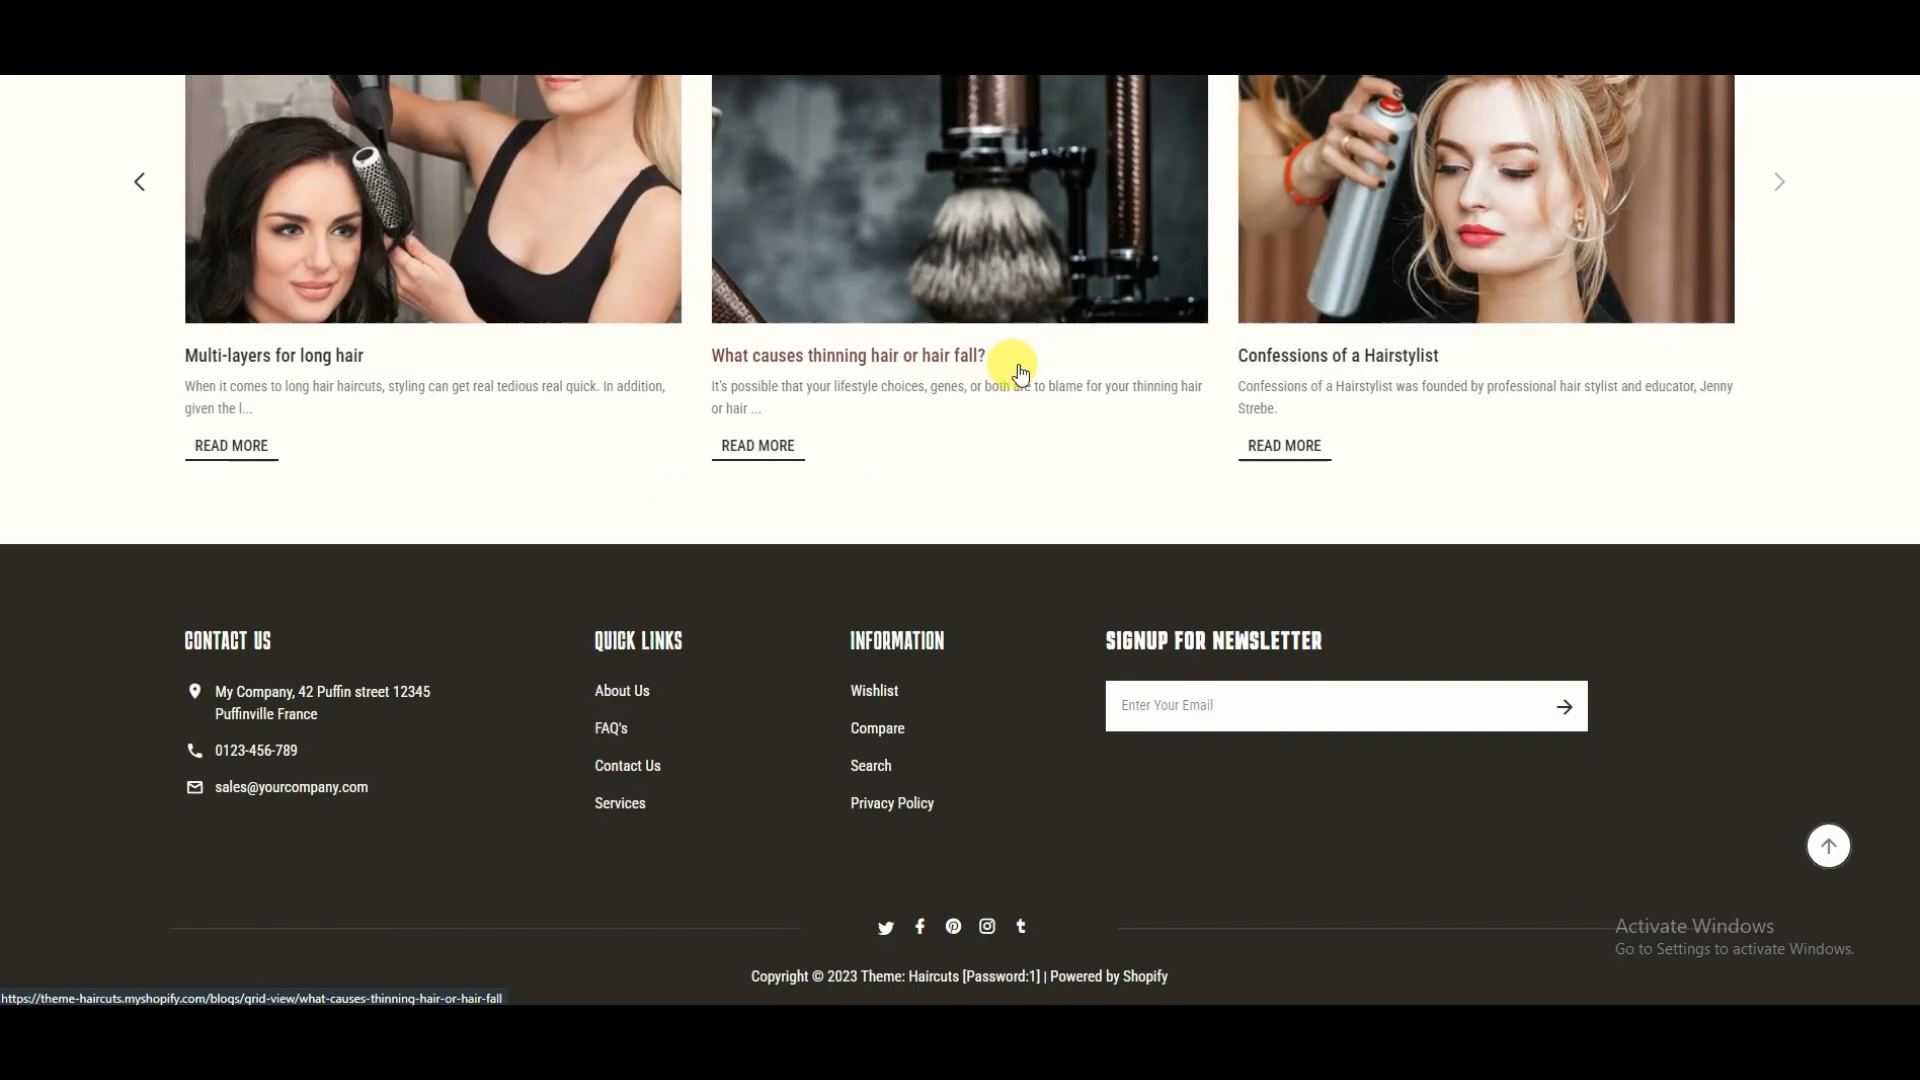 Multi-layers for long hair
When it comes to long hair haircuts, styling can get real tedious real quick. In addition,
given the l...
READ MORE
What causes thinning hair or hair fall?
It's possible that your lifestyle choices, genes, or both are to blame for your thinning hair
or hair ...
READ MORE
Confessions of a Hairstylist
Confessions of a Hairstylist was founded by professional hair stylist and educator, Jenny
Strebe.
READ MORE
CONTACT US
My Company, 42 Puffin street 12345
Puffinville France
0123-456-789
sales@yourcompany.com
QUICK LINKS
About Us
FAQ's
Contact Us
Services
INFORMATION
Wishlist
Compare
Search
Privacy Policy
SIGNUP FOR NEWSLETTER
Enter Your Email
Activate Windows
Go to Settings to activate Windows.
Copyright © 2023 Theme: Haircuts [Password:1] | Powered by Shopify
https://theme-haircuts.myshopify.com/blogs/grid-view/what-causes-thinning-hair-or-hair-fall